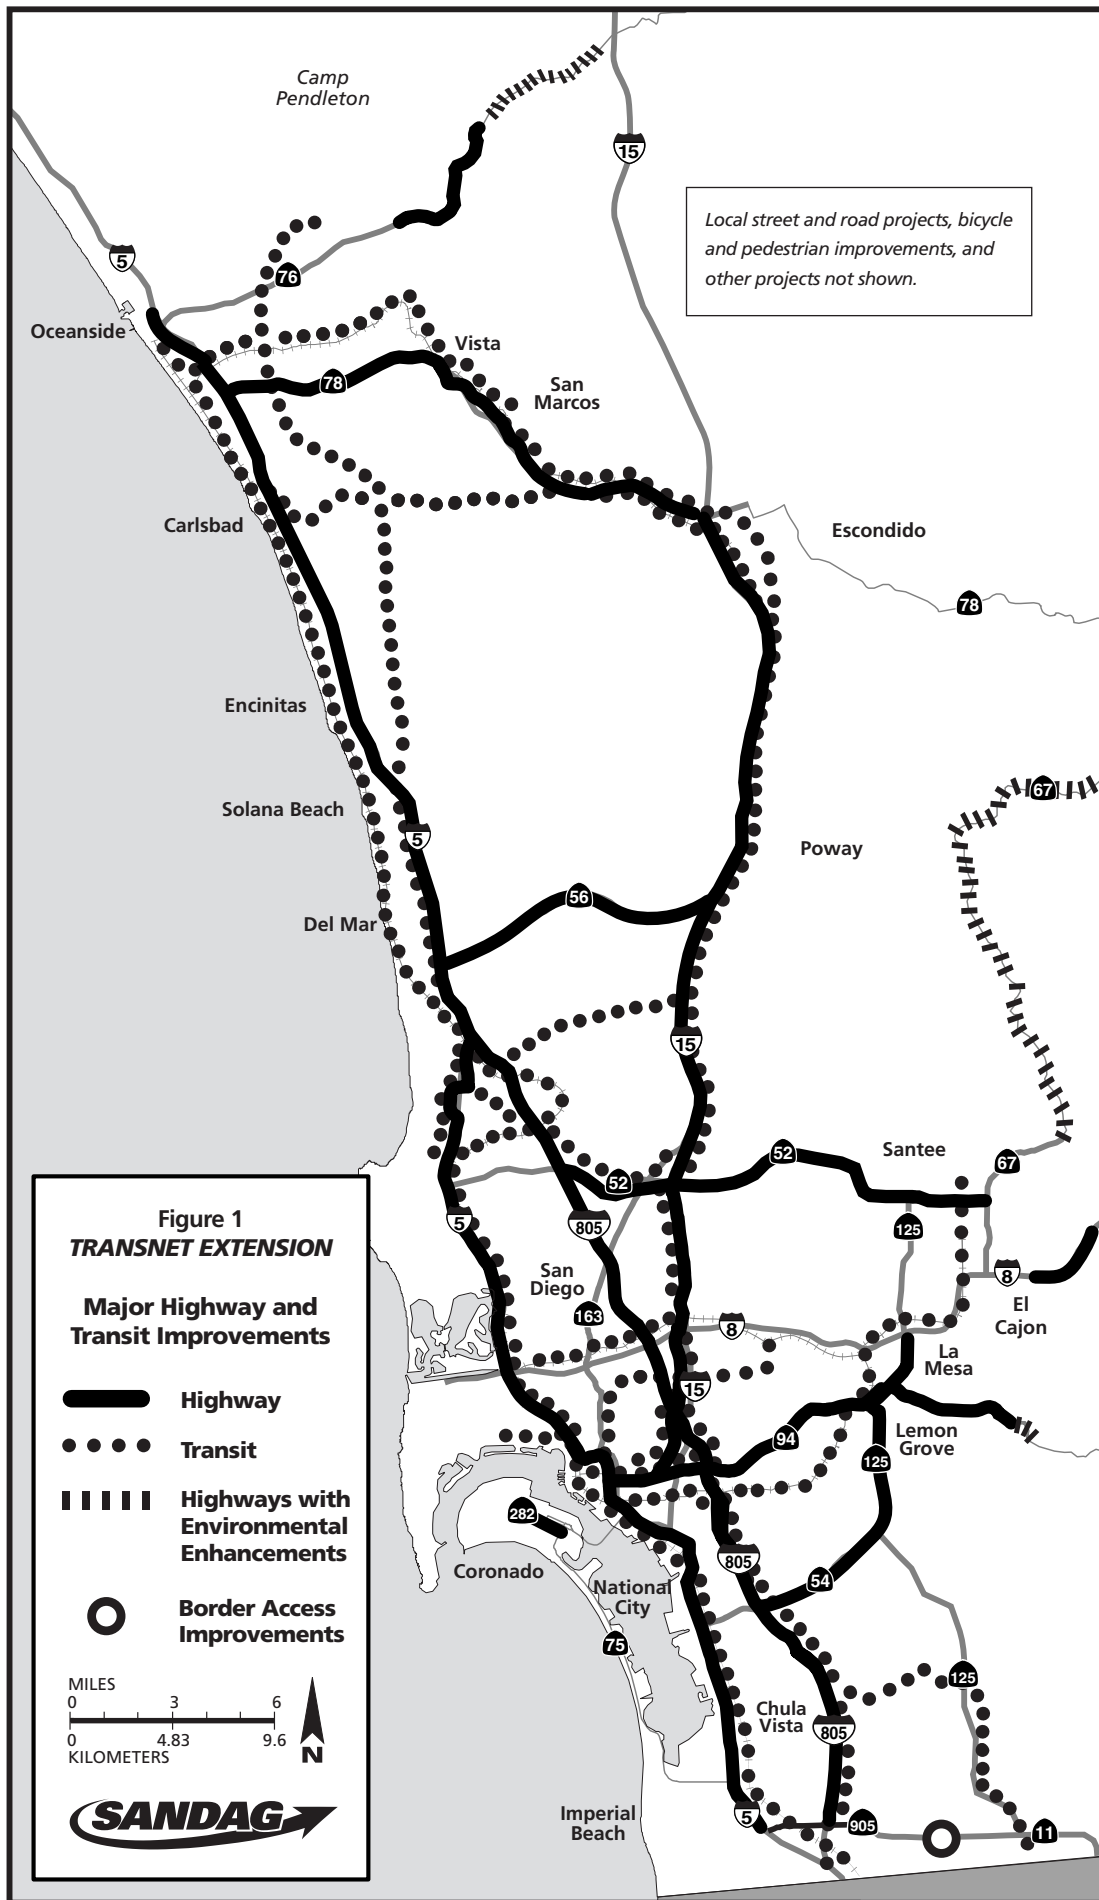 Camp
Pendleton
15
Local street and road projects, bicycle
and pedestrian improvements, and
other projects not shown.
5
76
Oceanside
Vista
78
San
Marcos
Carlsbad
Escondido
78
Encinitas
67
Solana Beach
5
Poway
56
Del Mar
15
Santee
52
67
52
5
805
125
San
Diego
8
El
Cajon
163
8
La
Mesa
15
94
Lemon
Grove
125
282
805
Coronado
54
National
City
75
125
Chula
Vista
805
Imperial
Beach
5
905
11
Figure 1
TRANSNET EXTENSION
Major Highway and
Transit Improvements
Highway
Transit
Highways with
Environmental
Enhancements
Border Access
Improvements
MILES
0 3 6
0 4.83 9.6
KILOMETERS
N
SANDAG